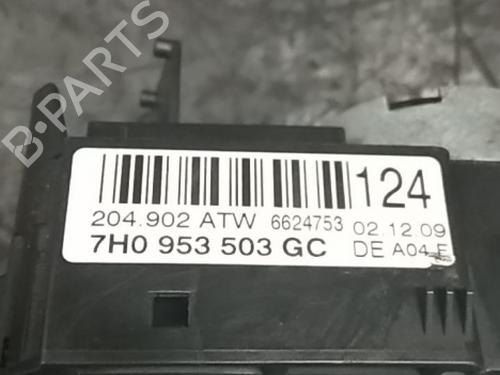 124
204.902 ATW 6624753 02.12.09
7H0 953 503 GC DE A04 E
B-PARTS